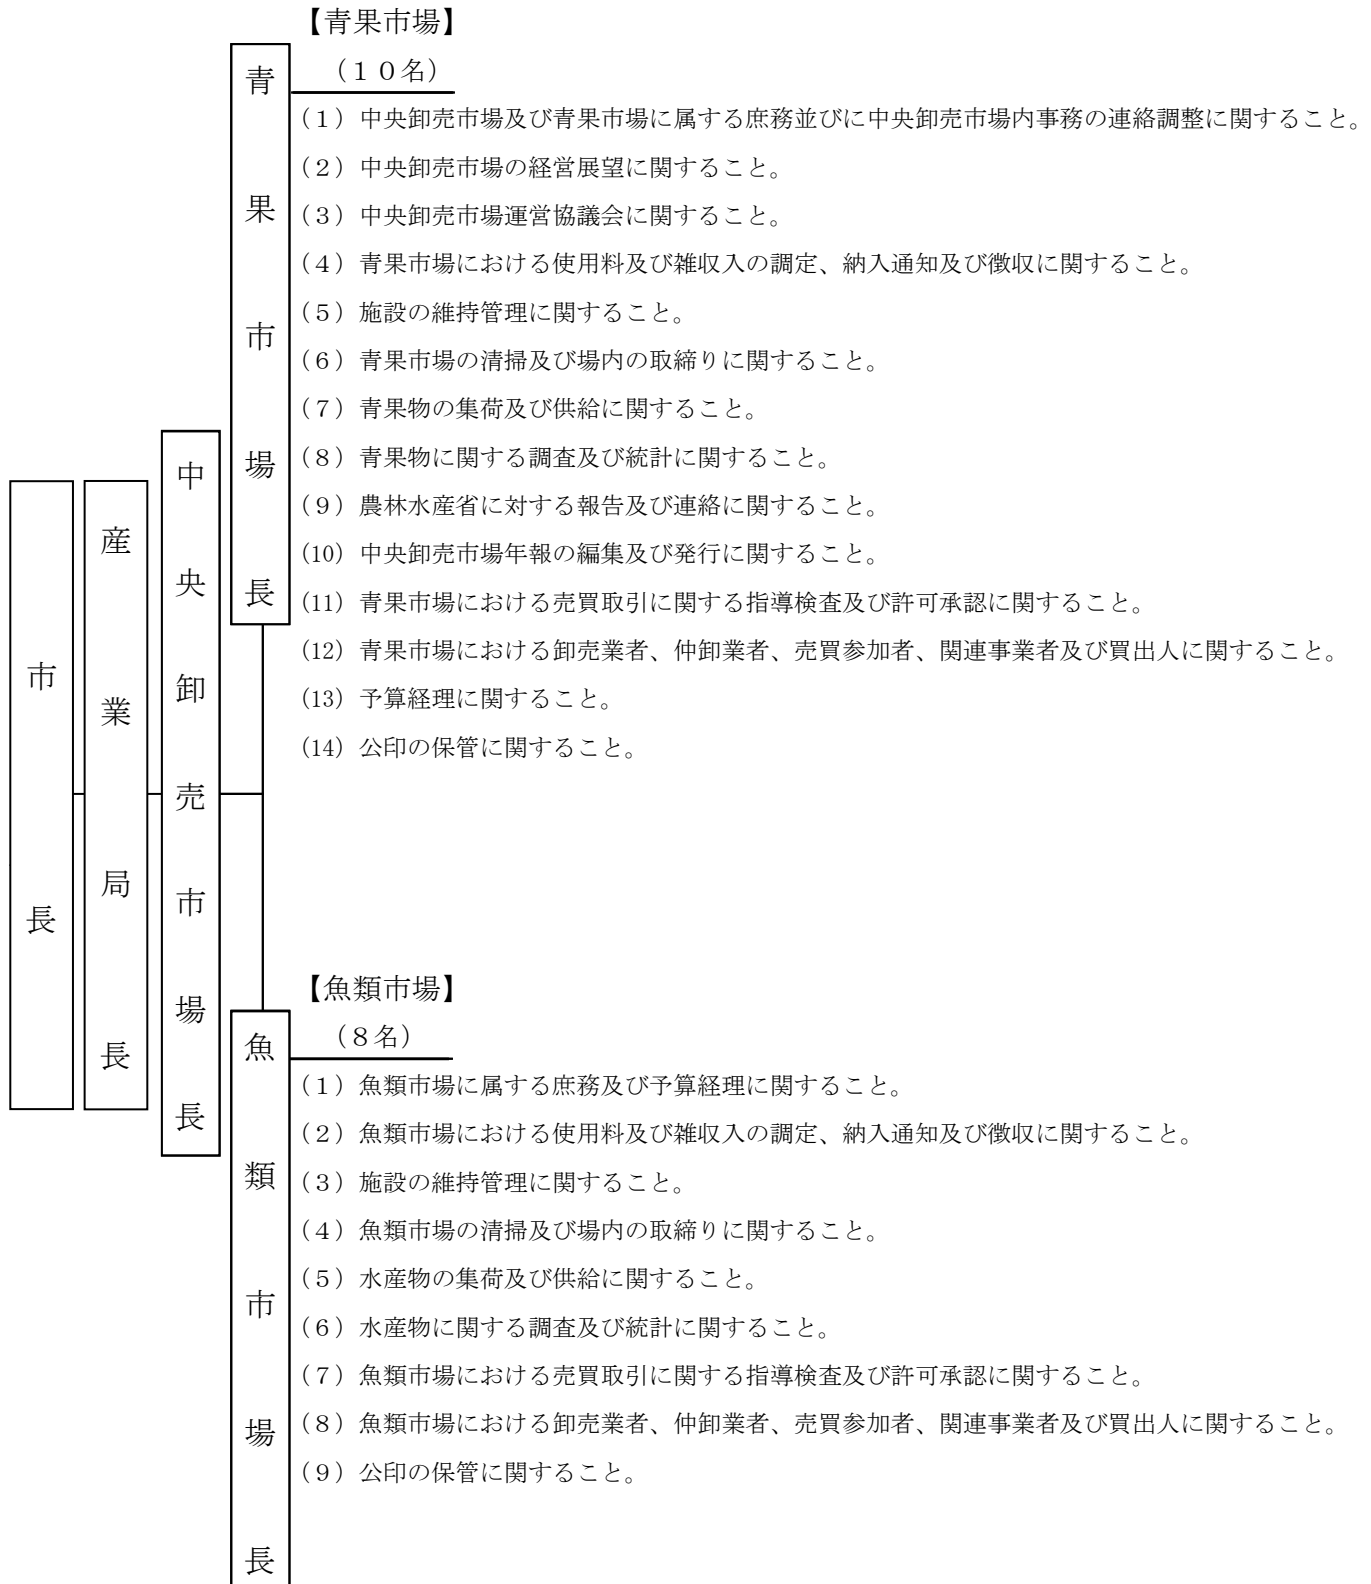 市長
産業局長
中央卸売市場長
青果市場長
【青果市場】
（１０名）
（１）中央卸売市場及び青果市場に属する庶務並びに中央卸売市場内事務の連絡調整に関すること。
（２）中央卸売市場の経営展望に関すること。
（３）中央卸売市場運営協議会に関すること。
（４）青果市場における使用料及び雑収入の調定、納入通知及び徴収に関すること。
（５）施設の維持管理に関すること。
（６）青果市場の清掃及び場内の取締りに関すること。
（７）青果物の集荷及び供給に関すること。
（８）青果物に関する調査及び統計に関すること。
（９）農林水産省に対する報告及び連絡に関すること。
（10）中央卸売市場年報の編集及び発行に関すること。
（11）青果市場における売買取引に関する指導検査及び許可承認に関すること。
（12）青果市場における卸売業者、仲卸業者、売買参加者、関連事業者及び買出人に関すること。
（13）予算経理に関すること。
（14）公印の保管に関すること。
魚類市場長
【魚類市場】
（８名）
（１）魚類市場に属する庶務及び予算経理に関すること。
（２）魚類市場における使用料及び雑収入の調定、納入通知及び徴収に関すること。
（３）施設の維持管理に関すること。
（４）魚類市場の清掃及び場内の取締りに関すること。
（５）水産物の集荷及び供給に関すること。
（６）水産物に関する調査及び統計に関すること。
（７）魚類市場における売買取引に関する指導検査及び許可承認に関すること。
（８）魚類市場における卸売業者、仲卸業者、売買参加者、関連事業者及び買出人に関すること。
（９）公印の保管に関すること。